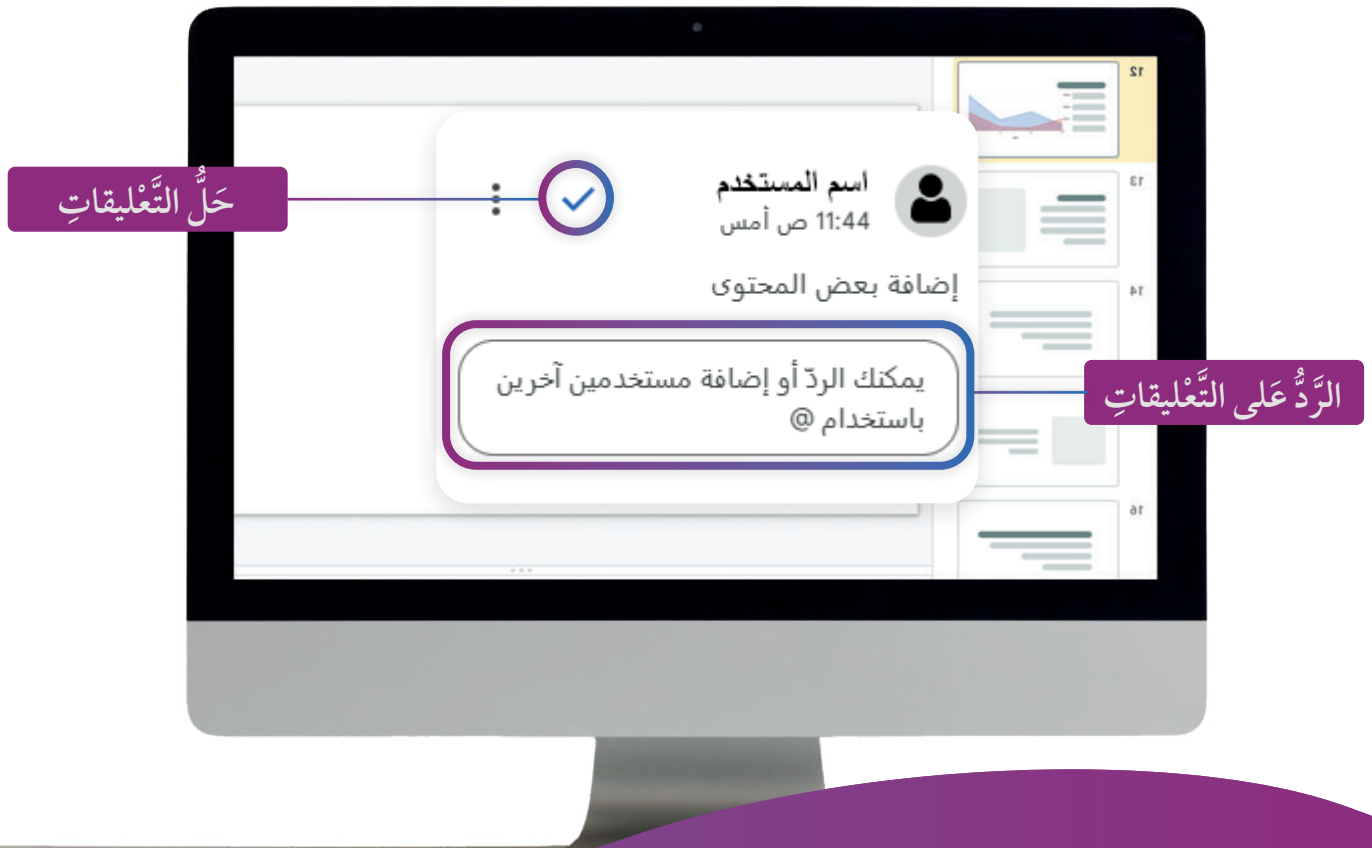 12
13
14
16
اسم المستخدم
11:44 ص أمس
إضافة بعض المحتوى
يمكنك الردّ أو إضافة مستخدمين آخرين
باستخدام @
حَلُّ التَّعْليقاتِ
الرَّدُّ عَلى التَّعْليقاتِ